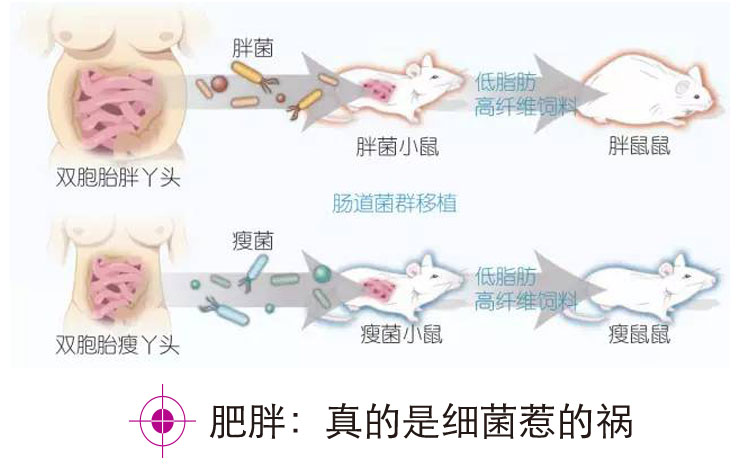 胖菌
低脂肪
高纤维饲料
双胞胎胖丫头
胖菌小鼠
胖鼠鼠
肠道菌群移植
瘦菌
低脂肪
高纤维饲料
双胞胎瘦丫头
瘦菌小鼠
瘦鼠鼠
肥胖：真的是细菌惹的祸